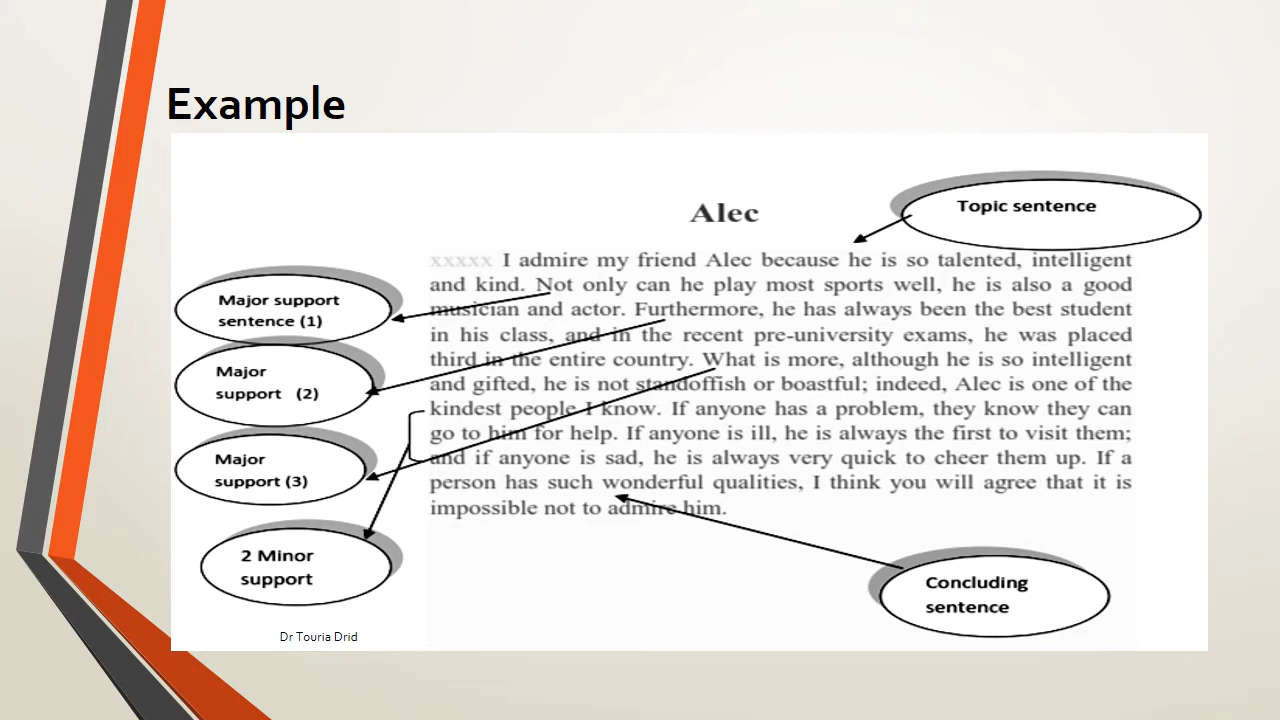 Example
Alec
Topic sentence
xxxxx I admire my friend Alec because he is so talented, intelligent
and kind. Not only can he play most sports well, he is also a good
musician and actor. Furthermore, he has always been the best student
in his class, and in the recent pre-university exams, he was placed
third in the entire country. What is more, although he is so intelligent
and gifted, he is not standoffish or boastful; indeed, Alec is one of the
kindest people I know. If anyone has a problem, they know they can
go to him for help. If anyone is ill, he is always the first to visit them;
and if anyone is sad, he is always very quick to cheer them up. If a
person has such wonderful qualities, I think you will agree that it is
impossible not to admire him.
Major support
sentence (1)
Major
support (2)
Major
support (3)
2 Minor
support
Concluding
sentence
Dr Touria Drid